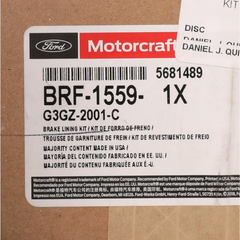 KIT
DISC
DANIEL J. QUI
Ford
Motorcraft
5681489
BRF-1559- 1X
G3GZ-2001-C
BRAKE LINING KIT / KIT DE FORRO DE FRENO /
TROUSSE DE GARNITURE DE FREIN / KIT DE REVESTIMENTO DE FREIO
MAJORITY CONTENT MADE IN USA /
MAYORIA DEL CONTENIDO FABRICADO EN EE. UU. /
MAJORITÉ DU CONTENU FABRIQUÉ AUX É.-U.